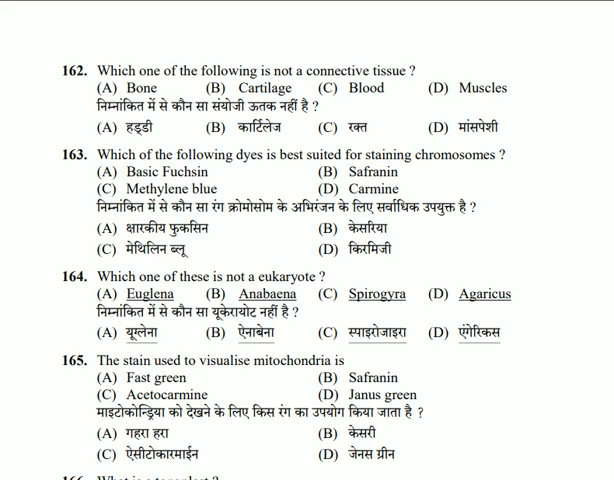 162. Which one of the following is not a connective tissue ?
(A) Bone (B) Cartilage (C) Blood (D) Muscles
निम्नांकित में से कौन सा संयोजी ऊतक नहीं है ?
(A) हड्डी (B) कार्टिलेज (C) रक्त (D) मांसपेशी
163. Which of the following dyes is best suited for staining chromosomes ?
(A) Basic Fuchsin (B) Safranin
(C) Methylene blue (D) Carmine
निम्नांकित में से कौन सा रंग क्रोमोसोम के अभिरंजन के लिए सर्वाधिक उपयुक्त है ?
(A) क्षारकीय फुकसिन (B) केसरिया
(C) मेथिलिन ब्लू (D) किरमिजी
164. Which one of these is not a eukaryote ?
(A) Euglena (B) Anabaena (C) Spirogyra (D) Agaricus
निम्नांकित में से कौन सा यूकेरायोट नहीं है ?
(A) यूग्लेना (B) ऐनाबेना (C) स्पाइरोजाइरा (D) एंगेरिकस
165. The stain used to visualise mitochondria is
(A) Fast green (B) Safranin
(C) Acetocarmine (D) Janus green
माइटोकोन्ड्रिया को देखने के लिए किस रंग का उपयोग किया जाता है ?
(A) गहरा हरा (B) केसरी
(C) ऐसीटोकारमाईन (D) जेनस ग्रीन
166. What is a tonoplast ?